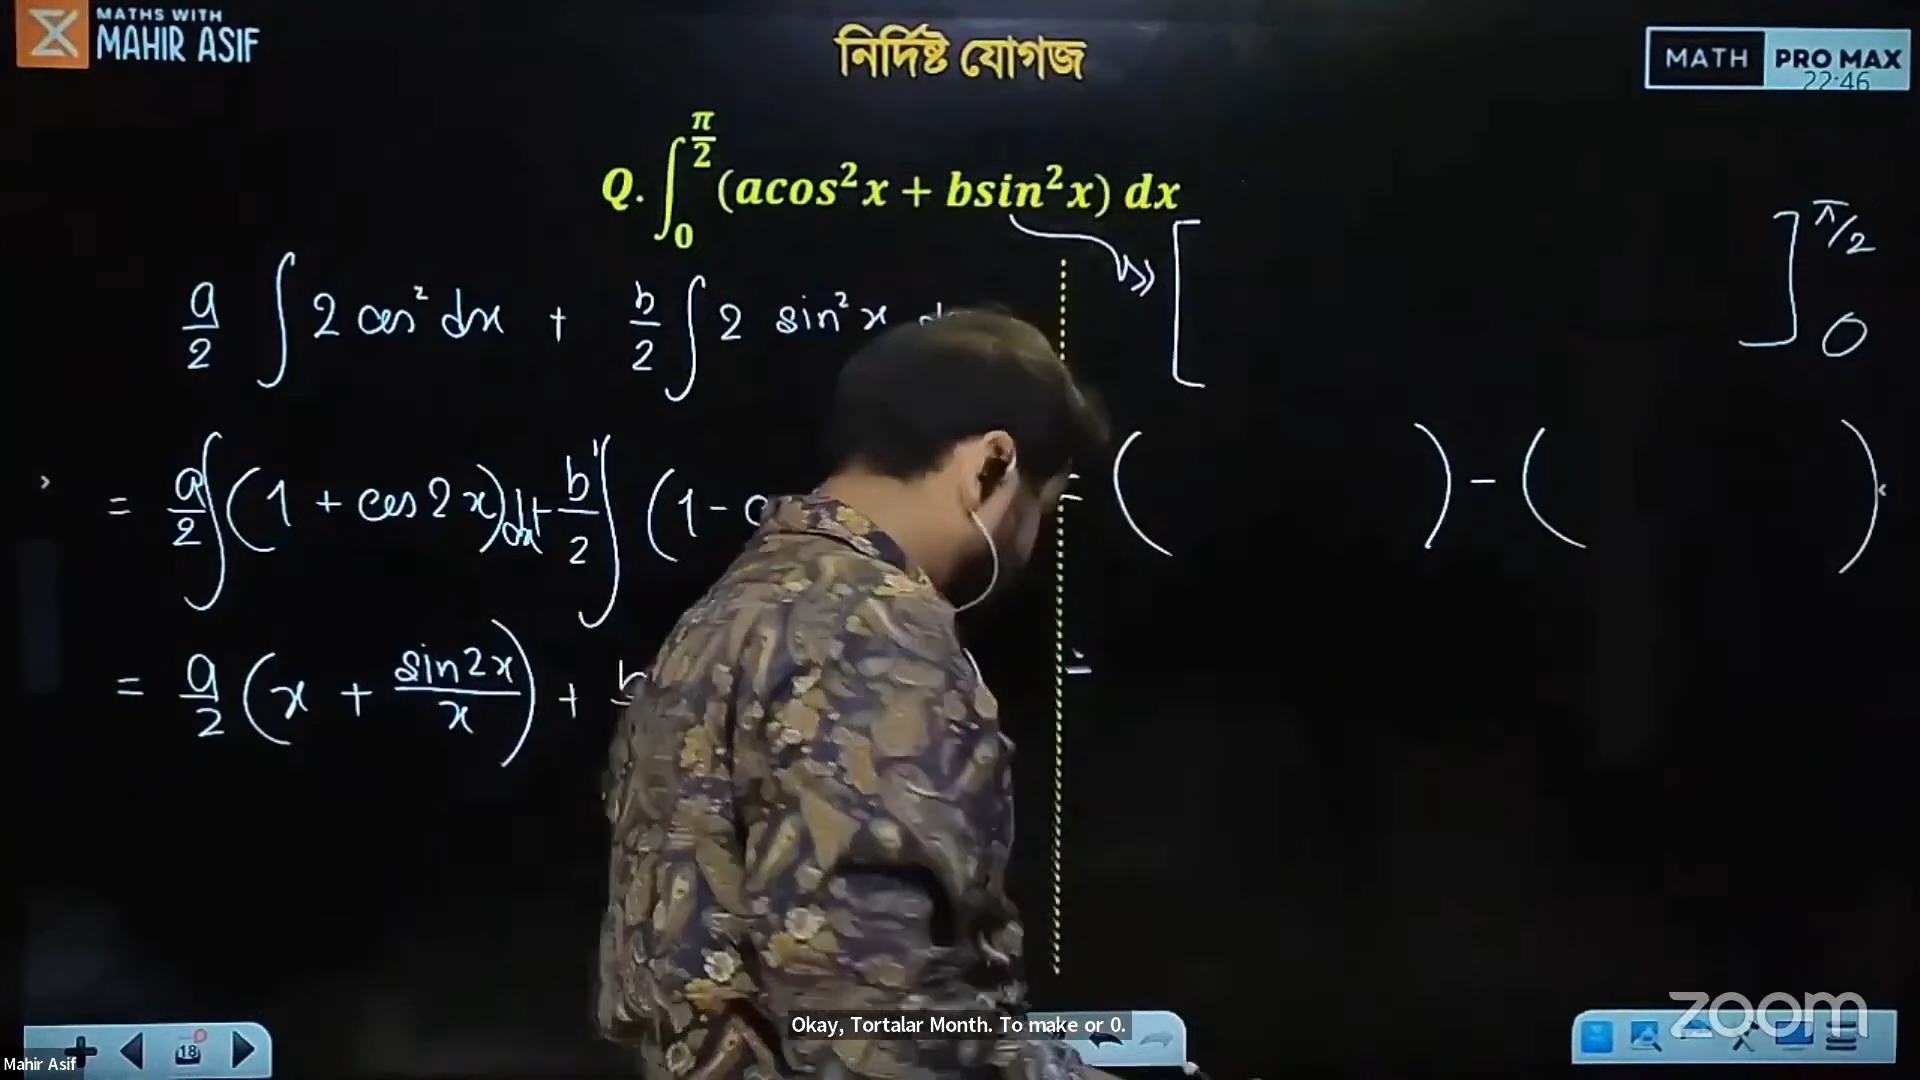 MATHS WITH
MAHIR ASIF
নির্দিষ্ট যোগজ
MATH PRO MAX
22:46
Q. ∫₀^{π/2} (acos²x + bsin²x) dx
a/2 ∫ 2 cos² dx + b/2 ∫ 2 sin² x
[ ]^{π/2}_0
= a/2 ∫ (1 + cos 2x) dx + b/2 ∫ (1 -
= ( ) - ( )
= a/2 (x + sin2x/x) +
=
zoom
Okay, Tortalar Month. To make or 0.
18
Mahir Asif